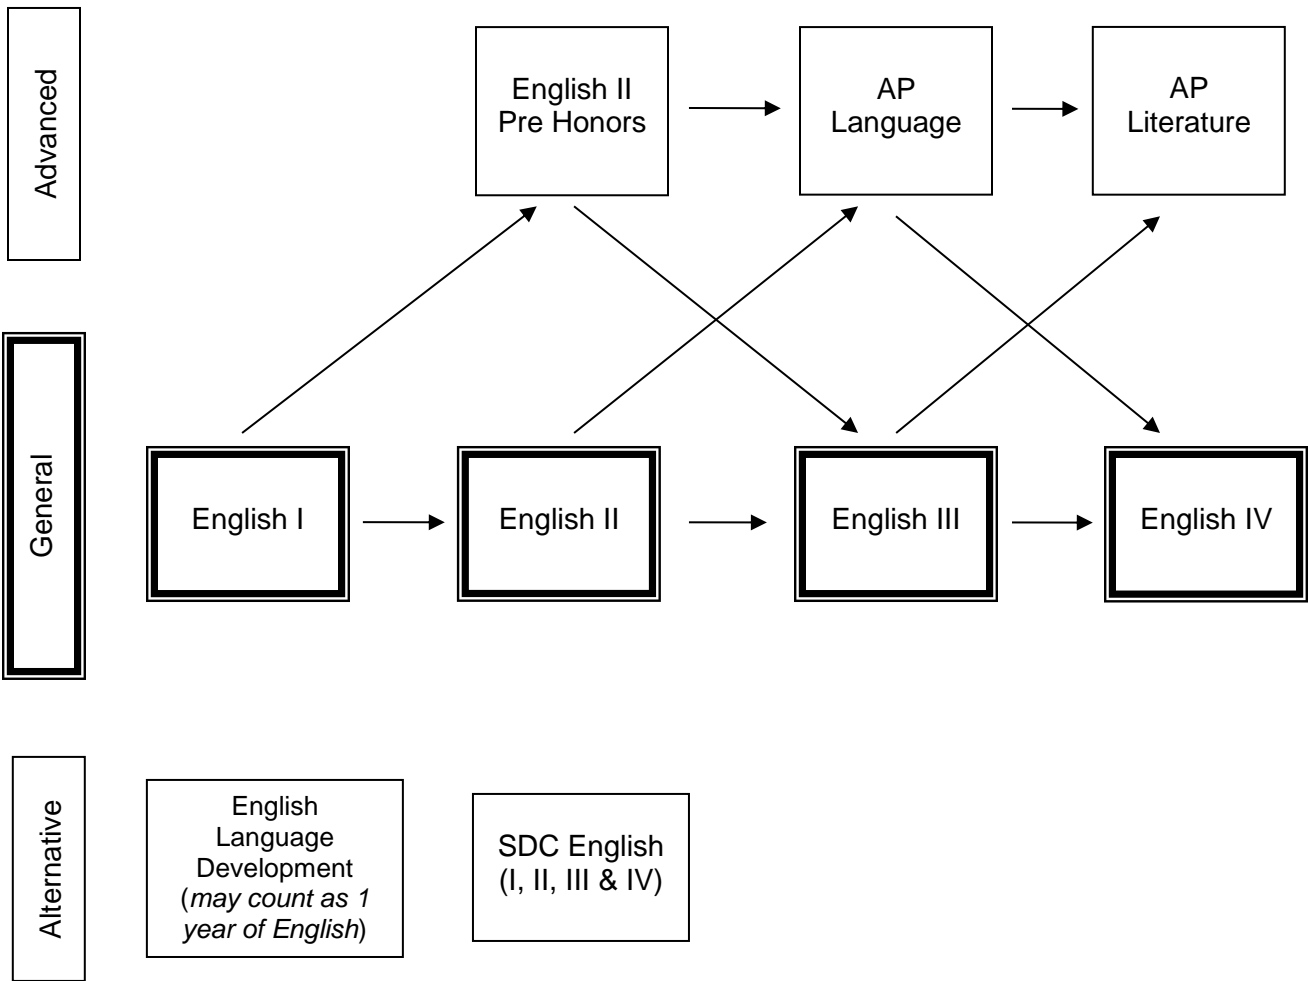 Advanced
English II
Pre Honors
AP
Language
AP
Literature
General
English I
English II
English III
English IV
Alternative
English
Language
Development
(may count as 1
year of English)
SDC English
(I, II, III & IV)